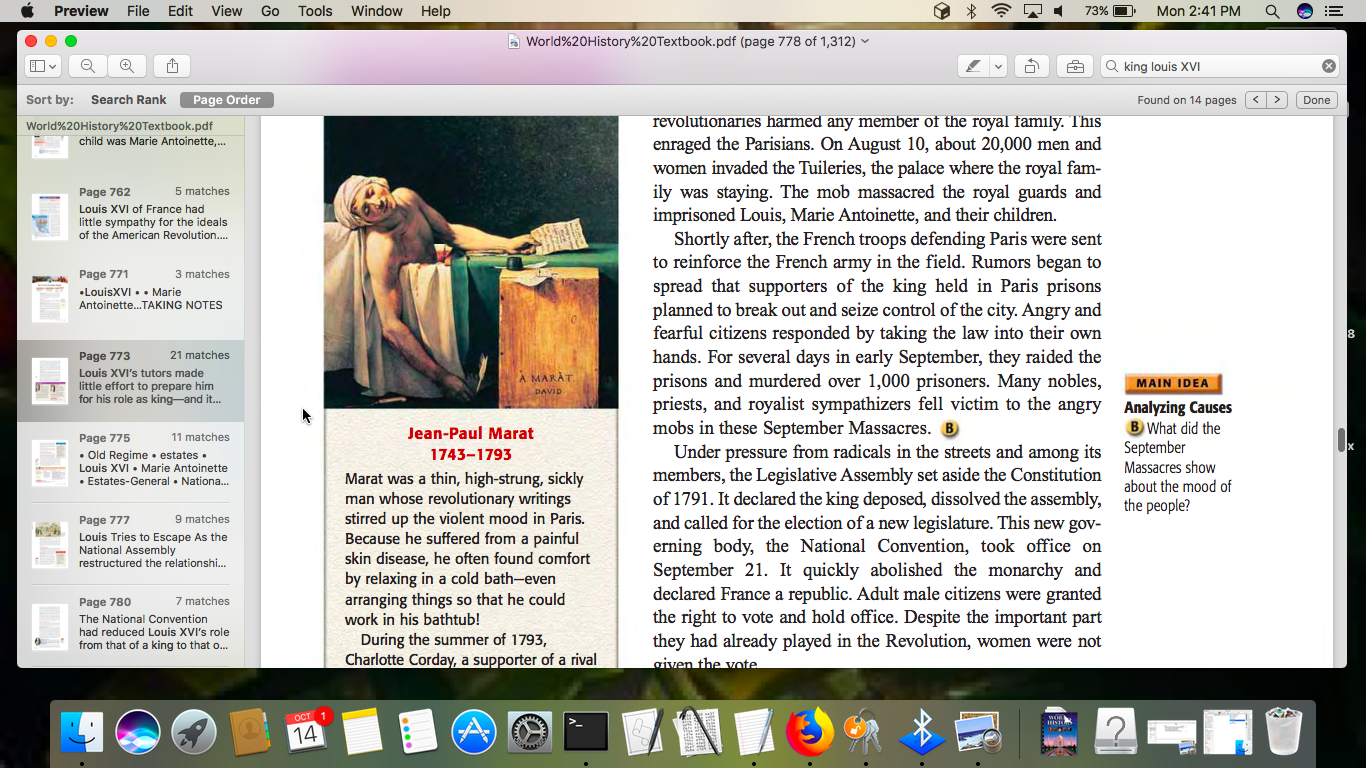 Preview File Edit View Go Tools Window Help
73% Mon 2:41 PM
World%20History%20Textbook.pdf (page 778 of 1,312)
king louis XVI
Sort by: Search Rank Page Order
Found on 14 pages < > Done
World%20History%20Textbook.pdf
child was Marie Antoinette,...
Page 762 5 matches
Louis XVI of France had
little sympathy for the ideals
of the American Revolution....
Page 771 3 matches
•LouisXVI • • Marie
Antoinette...TAKING NOTES
Page 773 21 matches
Louis XVI's tutors made
little effort to prepare him
for his role as king—and it...
Page 775 11 matches
• Old Regime • estates •
Louis XVI • Marie Antoinette
• Estates-General • Nationa...
Page 777 9 matches
Louis Tries to Escape As the
National Assembly
restructured the relationshi...
Page 780 7 matches
The National Convention
had reduced Louis XVI's role
from that of a king to that o...
À MARAT
DAVID
Jean-Paul Marat
1743–1793
Marat was a thin, high-strung, sickly
man whose revolutionary writings
stirred up the violent mood in Paris.
Because he suffered from a painful
skin disease, he often found comfort
by relaxing in a cold bath—even
arranging things so that he could
work in his bathtub!
During the summer of 1793,
Charlotte Corday, a supporter of a rival
revolutionaries harmed any member of the royal family. This
enraged the Parisians. On August 10, about 20,000 men and
women invaded the Tuileries, the palace where the royal fam-
ily was staying. The mob massacred the royal guards and
imprisoned Louis, Marie Antoinette, and their children.
Shortly after, the French troops defending Paris were sent
to reinforce the French army in the field. Rumors began to
spread that supporters of the king held in Paris prisons
planned to break out and seize control of the city. Angry and
fearful citizens responded by taking the law into their own
hands. For several days in early September, they raided the
prisons and murdered over 1,000 prisoners. Many nobles,
priests, and royalist sympathizers fell victim to the angry
mobs in these September Massacres. B
Under pressure from radicals in the streets and among its
members, the Legislative Assembly set aside the Constitution
of 1791. It declared the king deposed, dissolved the assembly,
and called for the election of a new legislature. This new gov-
erning body, the National Convention, took office on
September 21. It quickly abolished the monarchy and
declared France a republic. Adult male citizens were granted
the right to vote and hold office. Despite the important part
they had already played in the Revolution, women were not
given the vote
MAIN IDEA
Analyzing Causes
B What did the
September
Massacres show
about the mood of
the people?
8
x
OCT
14
1